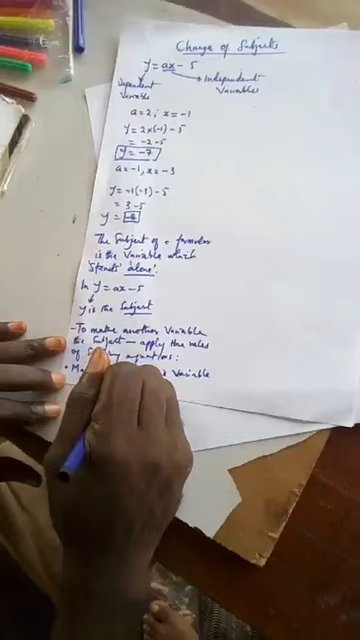 Change of Subjects
y = ax - 5
Dependent Variable
Independent Variable
a = 2, x = -1
y = 2x(-1) - 5
= -2 - 5
y = -7
a = -1, x = -3
y = -1(-3) - 5
= 3 - 5
y = -2
The Subject of a formular
is the Variable which
'Stands' alone'.
In y = ax - 5
y is the Subject
- To make another Variable
the Subject - apply the rules
of equations:
Variable